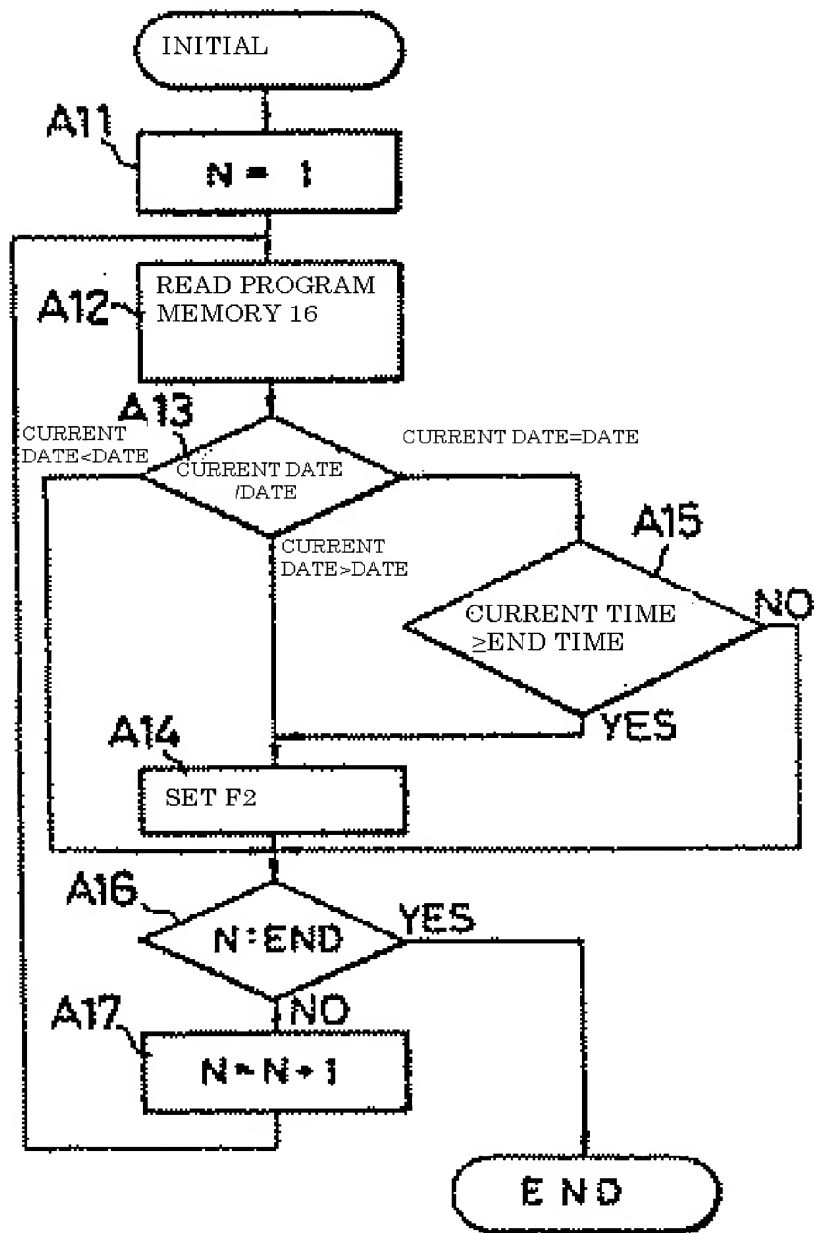 INITIAL
A11
N = 1
A12
READ PROGRAM
MEMORY 16
A13
CURRENT
DATE<DATE
CURRENT DATE
/DATE
CURRENT DATE=DATE
CURRENT
DATE>DATE
A15
CURRENT TIME
≥END TIME
NO
YES
A14
SET F2
A16
N:END
YES
NO
A17
N=N+1
END